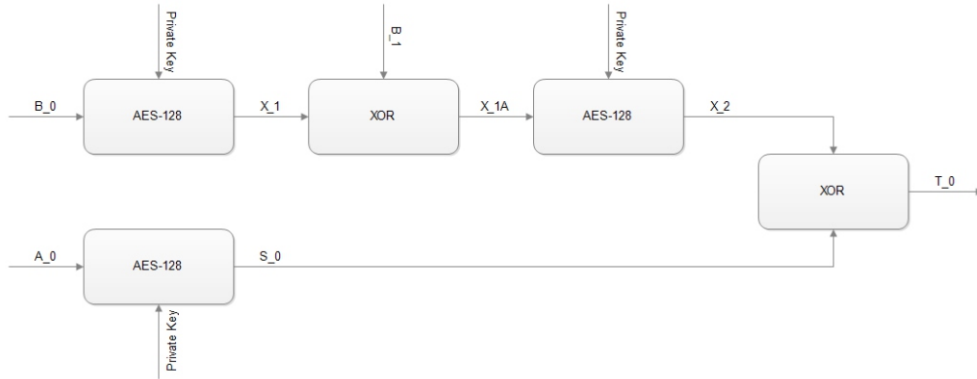 Private Key
B_1
Private Key
B_0
AES-128
X_1
XOR
X_1A
AES-128
X_2
XOR
T_0
A_0
AES-128
S_0
Private Key